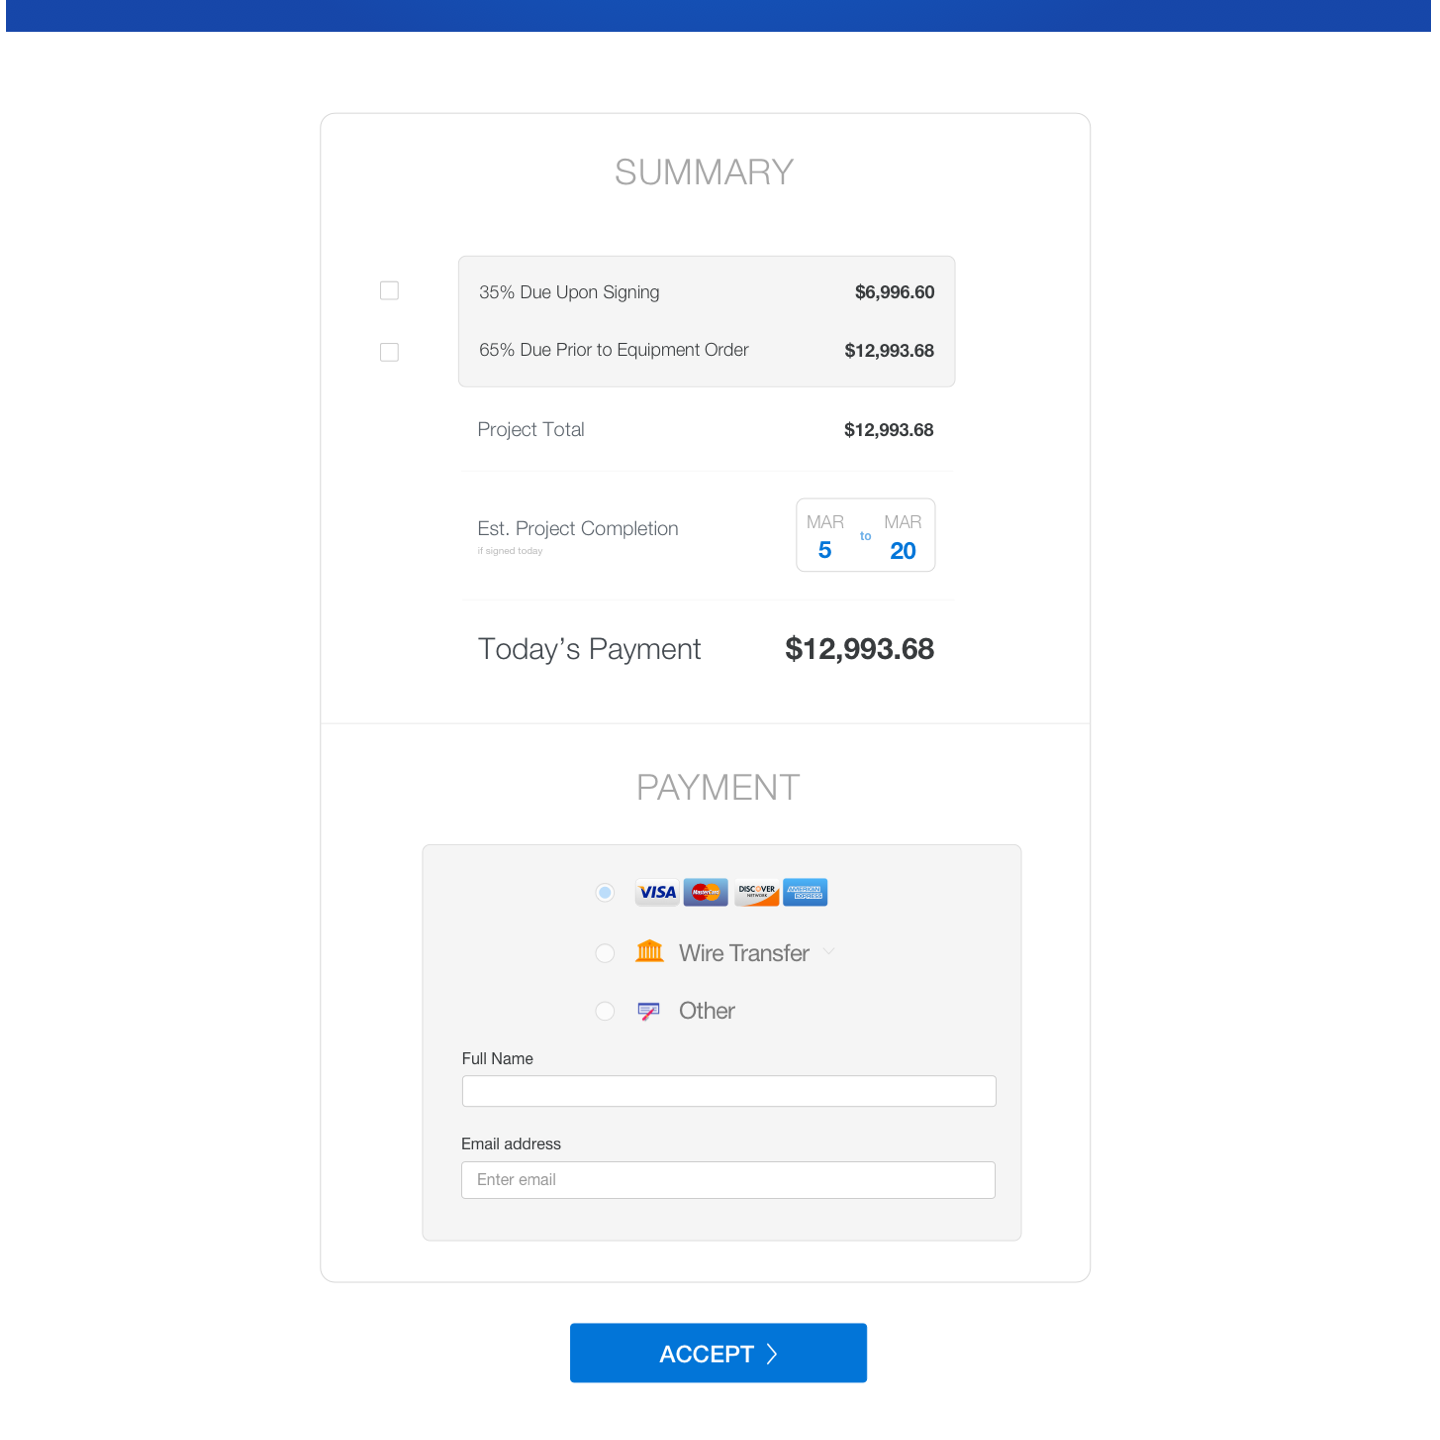 SUMMARY
35% Due Upon Signing $6,996.60
65% Due Prior to Equipment Order $12,993.68
Project Total $12,993.68
Est. Project Completion
if signed today
MAR to MAR
5 20
Today’s Payment $12,993.68
PAYMENT
VISA MasterCard DISCOVER NETWORK AMERICAN EXPRESS
Wire Transfer
Other
Full Name
Email address
Enter email
ACCEPT